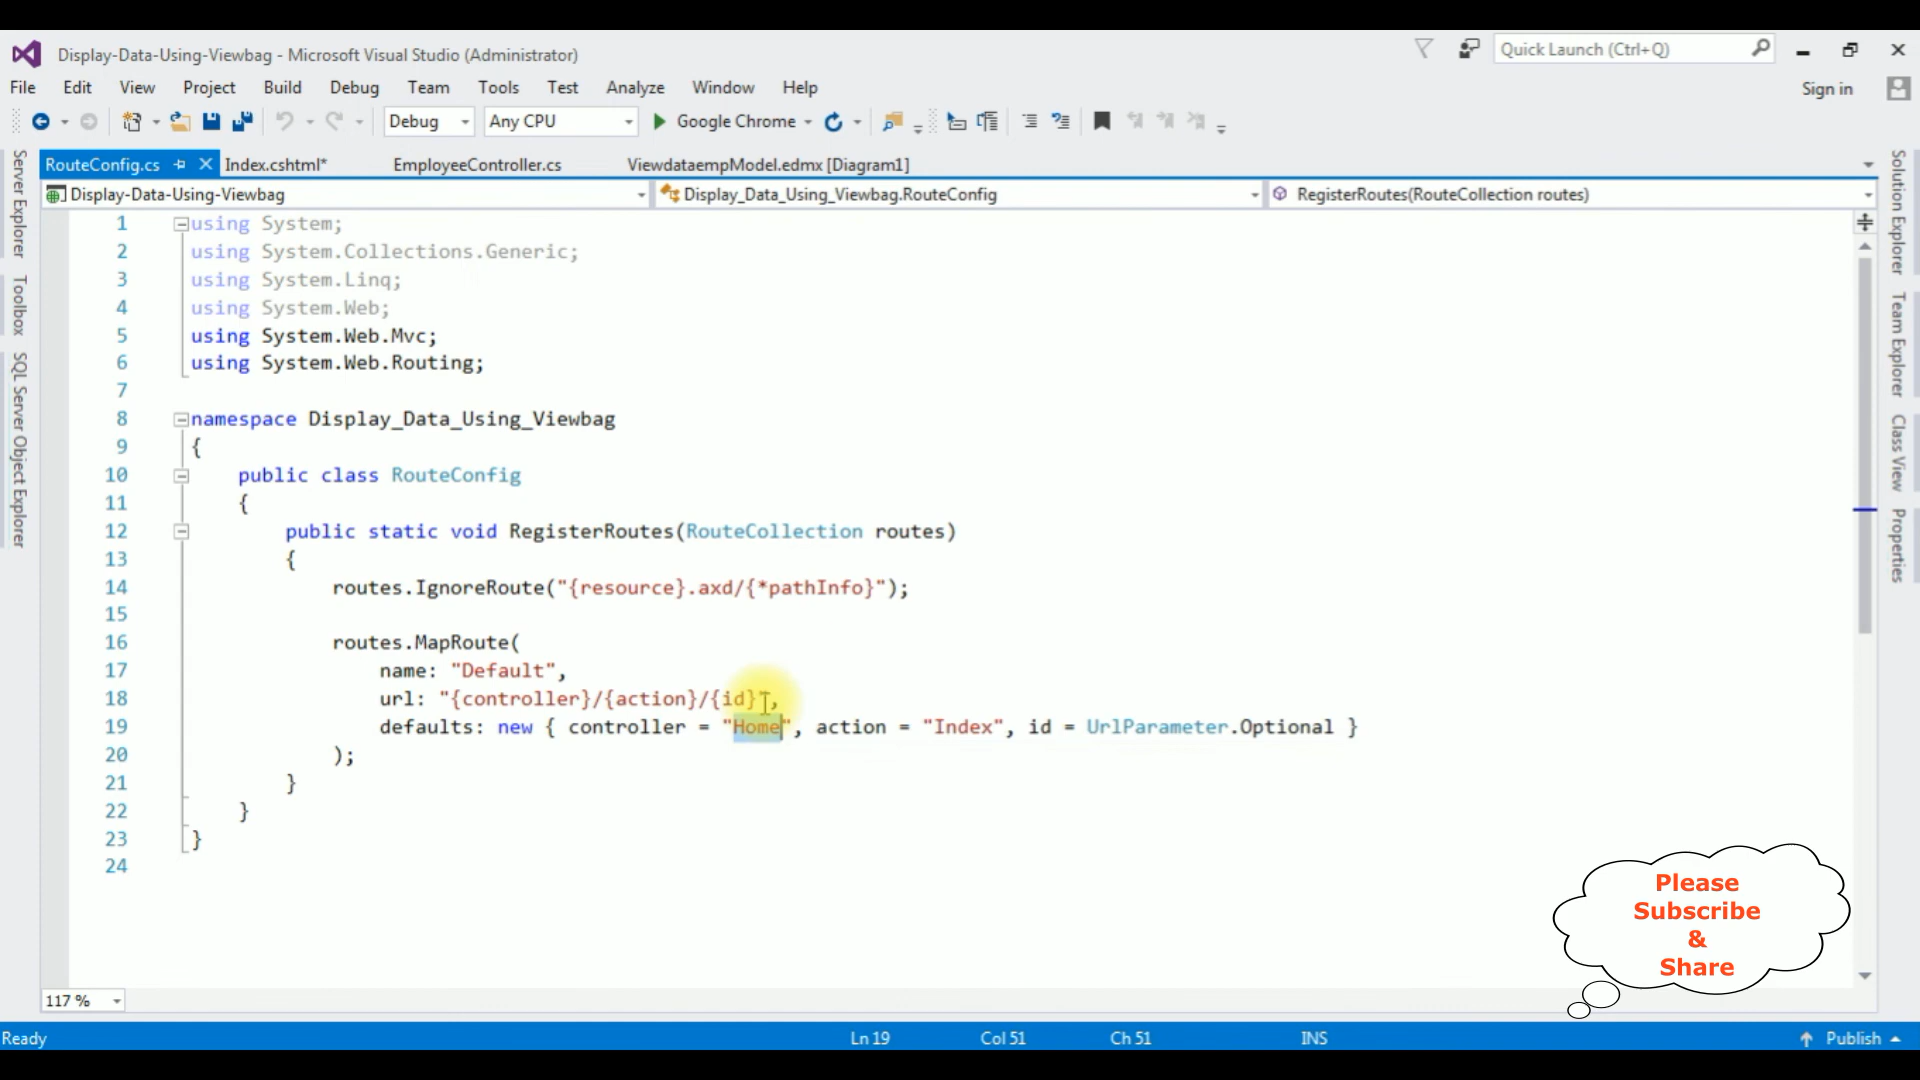 Display-Data-Using-Viewbag - Microsoft Visual Studio (Administrator)
Quick Launch (Ctrl+Q)
File Edit View Project Build Debug Team Tools Test Analyze Window Help
Sign in
Debug Any CPU Google Chrome
RouteConfig.cs Index.cshtml* EmployeeController.cs ViewdataempModel.edmx [Diagram1]
Display-Data-Using-Viewbag Display_Data_Using_Viewbag.RouteConfig RegisterRoutes(RouteCollection routes)
Server Explorer
Toolbox
SQL Server Object Explorer
1 using System;
2 using System.Collections.Generic;
3 using System.Linq;
4 using System.Web;
5 using System.Web.Mvc;
6 using System.Web.Routing;
7
8 namespace Display_Data_Using_Viewbag
9 {
10 public class RouteConfig
11 {
12 public static void RegisterRoutes(RouteCollection routes)
13 {
14 routes.IgnoreRoute("{resource}.axd/{*pathInfo}");
15
16 routes.MapRoute(
17 name: "Default",
18 url: "{controller}/{action}/{id}",
19 defaults: new { controller = "Home", action = "Index", id = UrlParameter.Optional }
20 );
21 }
22 }
23 }
24
Solution Explorer
Team Explorer
Class View
Properties
Please
Subscribe
&
Share
117 %
Ready Ln 19 Col 51 Ch 51 INS Publish